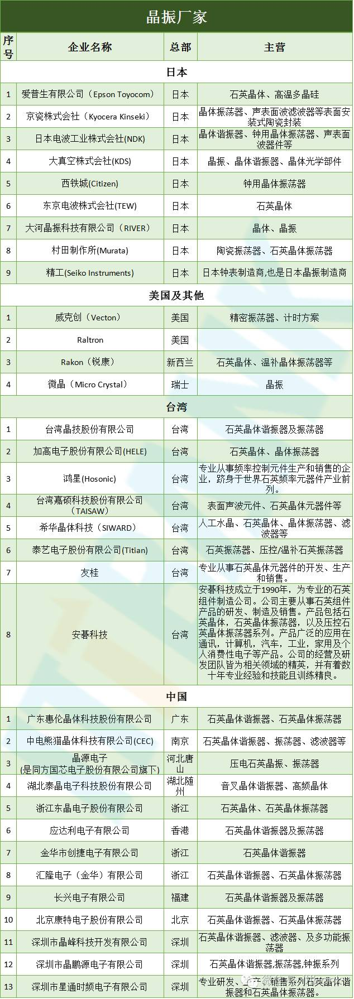 晶振厂家
序号 企业名称 总部 主营
日本
1 爱普生有限公司（Epson Toyocom） 日本 石英晶体、高温多晶硅
2 京瓷株式会社（Kyocera Kinseki） 日本 晶体振荡器、声表面波滤波器等表面安
装式陶瓷封装
3 日本电波工业株式会社(NDK) 日本 晶体谐振器、钟用晶体振荡器、声表面
波器件等
4 大真空株式会社(KDS) 日本 晶振、晶体谐振器、晶体光学部件
5 西铁城(Citizen) 日本 钟用晶体振荡器
6 东京电波株式会社(TEW) 日本 石英晶体
7 大河晶振科技有限公司（RIVER） 日本 晶体、晶振
8 村田制作所(Murata) 日本 陶瓷振荡器、石英晶体振荡器
9 精工(Seiko Instruments) 日本 日本钟表制造商,也是日本晶振制造商
美国及其他
1 威克创（Vecton） 美国 精密振荡器、计时方案
2 Raltron 美国
3 Rakon（锐康） 新西兰 石英晶体、温补晶体振荡器等
4 微晶（Micro Crystal） 瑞士 晶振
台湾
1 台湾晶技股份有限公司 台湾 石英晶体谐振器及振荡器
2 加高电子股份有限公司(HELE) 台湾 石英晶体、晶体振荡器
3 鸿星(Hosonic) 台湾 专业从事频率控制元件生产和销售的企
业，跻身于世界石英频率元器件产业前
列。
4 台湾嘉硕科技股份有限公司
（TAISAW） 台湾 表面声波元件、石英晶体元器件等
5 希华晶体科技（SIWARD） 台湾 人工水晶、石英晶体、晶体振荡器、滤
波器等
6 泰艺电子股份有限公司(Titian) 台湾 石英振荡器、压控/温补石英振荡器
7 友桂 台湾 专业从事石英晶体元器件的开发、生产
和销售。
8 安碁科技 台湾 安碁科技成立于1990年，为专业的石英
组件制造公司。公司主要从事石英组件
产品的研发、制造及销售。产品包括石
英晶体，石英晶体振荡器，以及压控石
英晶体振荡器系列。产品广泛的应用在
通讯，计算机，汽车，工业，家用及个
人消费性电子等产品。公司的经营及研
发团队皆为相关领域的精英，并有着数
十年专业经验和技能且训练精良。
中国
1 广东惠伦晶体科技股份有限公司 广东 石英晶体谐振器、石英晶体振荡器
2 中电熊猫晶体科技有限公司(CEC) 南京 石英晶体谐振器、振荡器、滤波器等
3 晶源电子
(是同方国芯电子股份有限公司旗下) 河北唐山 压电石英晶振、振荡器
4 湖北泰晶电子科技股份有限公司 湖北随州 音叉晶体谐振器、高频晶体
5 浙江东晶电子股份有限公司 浙江 石英晶体、石英晶体振荡器
6 应达利电子有限公司 香港 石英晶体谐振器及振荡器
7 金华市创捷电子有限公司 浙江 石英晶体谐振器
8 汇隆电子（金华）有限公司 浙江 石英晶体谐振器、石英晶体振荡器
9 长兴电子有限公司 福建 石英晶体谐振器及振荡器
10 北京康特电子股份有限公司 北京 石英晶体谐振器、石英晶体振荡器
11 深圳市晶峰科技开发有限公司 深圳 石英晶体谐振器、滤波器、及多功能振
荡器
12 深圳市晶鹏源电子有限公司 深圳 石英晶体谐振器,振荡器,钟振系列
13 深圳市星通时频电子有限公司 深圳 专业研发、生产、销售系列石英晶体谐
振器和石英晶体振荡器。